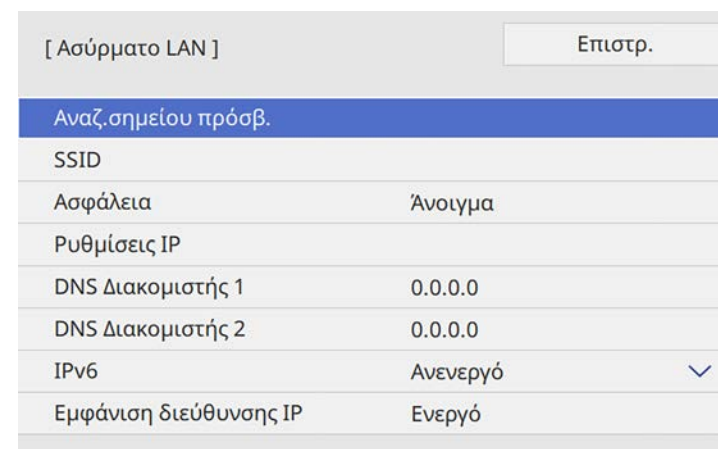 [ Ασύρματο LAN ] Επιστρ.
Αναζ.σημείου πρόσβ.
SSID
Ασφάλεια Άνοιγμα
Ρυθμίσεις IP
DNS Διακομιστής 1 0.0.0.0
DNS Διακομιστής 2 0.0.0.0
IPv6 Ανενεργό
Εμφάνιση διεύθυνσης IP Ενεργό